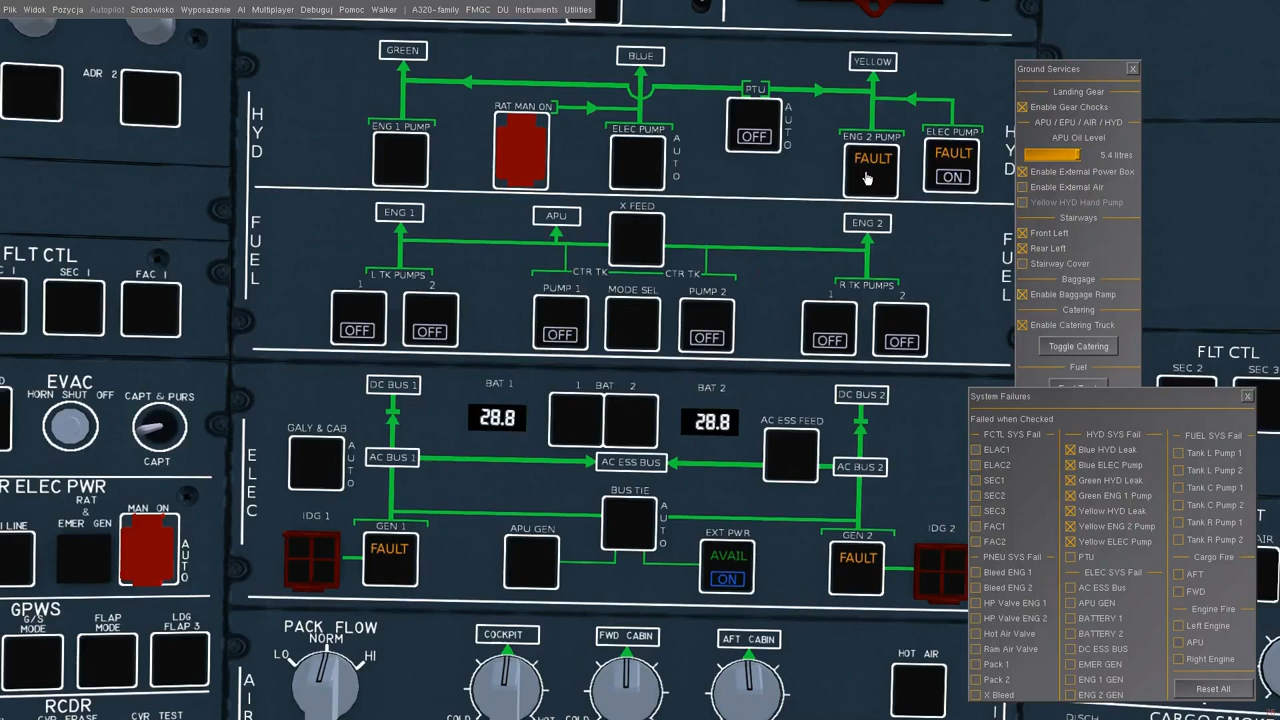 Plik Widok Pozycja Autopilot Środowisko Wyposażenie AI Multiplayer Debuguj Pomoc Walker | A320-family FMGC DU Instruments Utilities
ADR 2
HYD
GREEN
BLUE
YELLOW
PTU
RAT MAN ON
ENG 1 PUMP
ELEC PUMP
AUTO
OFF
AUTO
ENG 2 PUMP
FAULT
ELEC PUMP
FAULT
ON
HYD
FUEL
ENG 1
APU
X FEED
ENG 2
L TK PUMPS
CTR TK
CTR TK
R TK PUMPS
1
2
PUMP 1
MODE SEL
PUMP 2
1
2
OFF
OFF
OFF
OFF
OFF
OFF
FUEL
FLT CTL
SEC 1
FAC 1
EVAC
HORN SHUT OFF
CAPT & PURS
CAPT
ELEC
DC BUS 1
BAT 1
28.8
1 BAT 2
BAT 2
28.8
DC BUS 2
GALY & CAB
AUTO
AC BUS 1
AC ESS BUS
AC ESS FEED
AC BUS 2
BUS TIE
AUTO
IDG 1
GEN 1
FAULT
APU GEN
EXT PWR
AVAIL
ON
GEN 2
FAULT
IDG 2
R ELEC PWR
RAT
&
EMER GEN
MAN ON
LINE
AUTO
GPWS
G/S
MODE
FLAP
MODE
LDG
FLAP 3
RCDR
CVR ERASE
CVR TEST
PACK FLOW
NORM
LO
HI
AI
COCKPIT
FWD CABIN
AFT CABIN
HOT AIR
COLD
HOT
FLT CTL
SEC 2
SEC 3
Ground Services
X
Landing Gear
Enable Gear Chocks
APU / EPU / AIR / HYD
APU Oil Level
5.4 litres
Enable External Power Box
Enable External Air
Yellow HYD Hand Pump
Stairways
Front Left
Rear Left
Stairway Cover
Baggage
Enable Baggage Ramp
Catering
Enable Catering Truck
Toggle Catering
Fuel
System Failures
X
Failed when Checked
FCTL SYS Fail
ELAC1
ELAC2
SEC1
SEC2
SEC3
FAC1
FAC2
PNEU SYS Fail
Bleed ENG 1
Bleed ENG 2
HP Valve ENG 1
HP Valve ENG 2
Hot Air Valve
Ram Air Valve
Pack 1
Pack 2
X Bleed
HYD SYS Fail
Blue HYD Leak
Blue ELEC Pump
Green HYD Leak
Green ENG 1 Pump
Yellow HYD Leak
Yellow ENG 2 Pump
Yellow ELEC Pump
PTU
ELEC SYS Fail
AC ESS Bus
APU GEN
BATTERY 1
BATTERY 2
DC ESS BUS
EMER GEN
ENG 1 GEN
ENG 2 GEN
FUEL SYS Fail
Tank L Pump 1
Tank L Pump 2
Tank C Pump 1
Tank C Pump 2
Tank R Pump 1
Tank R Pump 2
Cargo Fire
AFT
FWD
Engine Fire
Left Engine
APU
Right Engine
Reset All